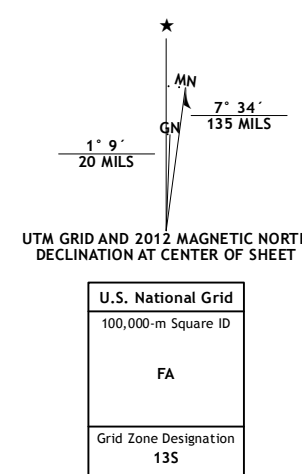 MN
GN
7° 34´
135 MILS
1° 9´
20 MILS
UTM GRID AND 2012 MAGNETIC NORTH
DECLINATION AT CENTER OF SHEET
U.S. National Grid
100,000-m Square ID
FA
Grid Zone Designation
13S